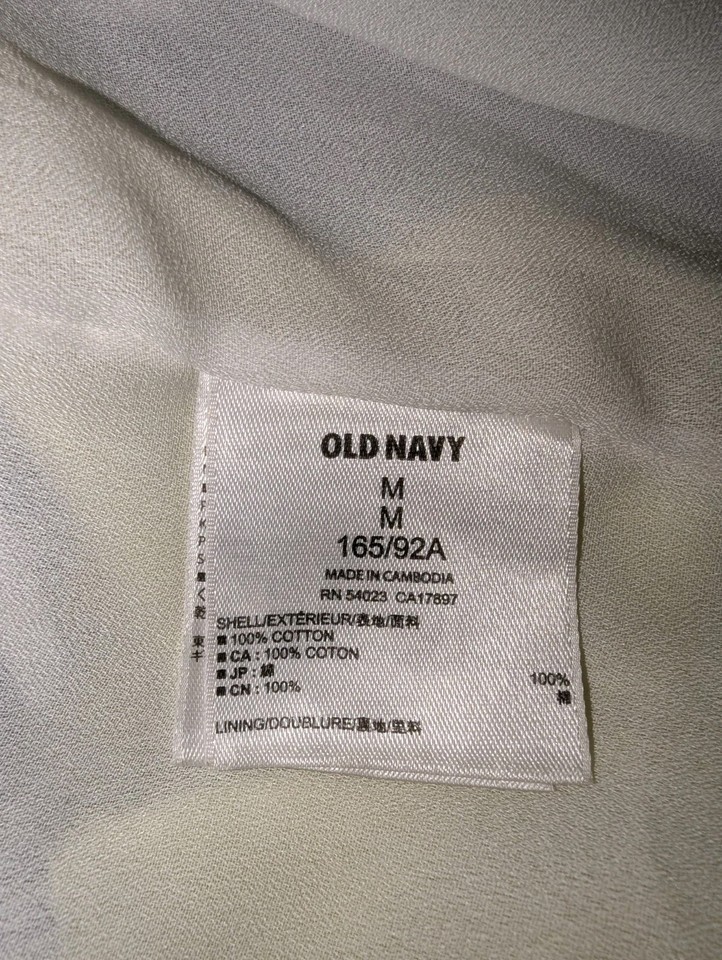 OLD NAVY
M
M
165/92A
MADE IN CAMBODIA
RN 54023 CA17897
SHELL/EXTÉRIEUR/表地/面料
■ 100% COTTON
■ CA : 100% COTON
■ JP : 綿 100%
■ CN : 100% 棉
LINING/DOUBLURE/裏地/里料